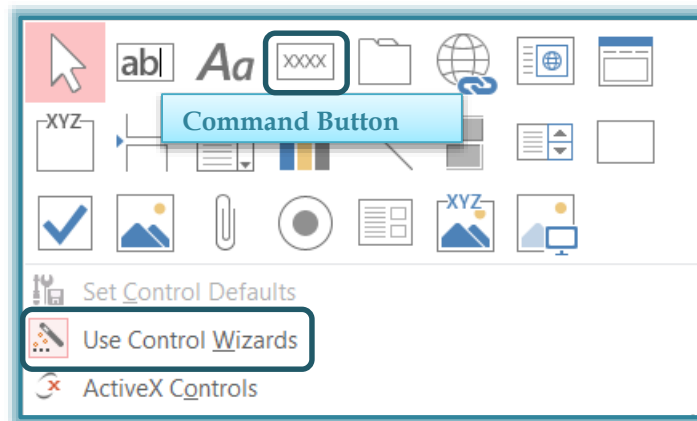 ab Aa XXXX
Command Button
XYZ
XYZ
Set Control Defaults
Use Control Wizards
ActiveX Controls